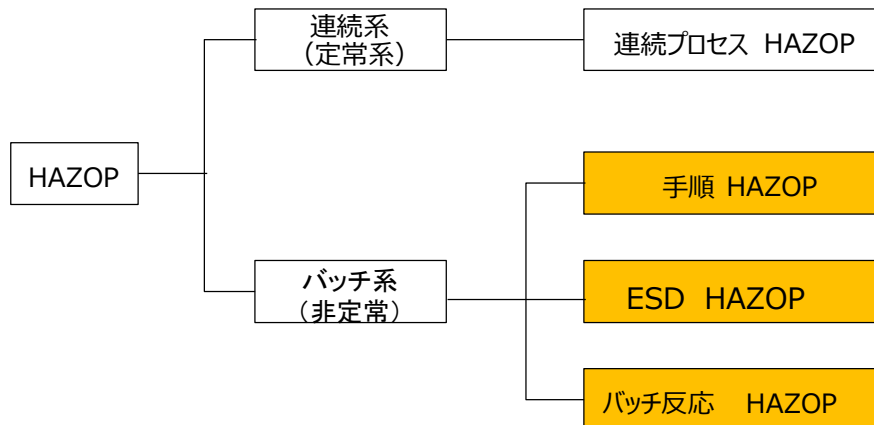 HAZOP
連続系
（定常系）
連続プロセス HAZOP
バッチ系
（非定常）
手順 HAZOP
ESD HAZOP
バッチ反応 HAZOP